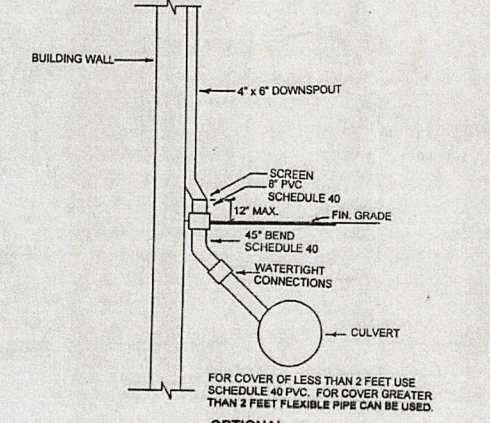 BUILDING WALL
4" x 6" DOWNSPOUT
SCREEN
8" PVC
SCHEDULE 40
12" MAX.
FIN. GRADE
45° BEND
SCHEDULE 40
WATERTIGHT
CONNECTIONS
CULVERT
FOR COVER OF LESS THAN 2 FEET USE
SCHEDULE 40 PVC. FOR COVER GREATER
THAN 2 FEET FLEXIBLE PIPE CAN BE USED.
OPTIONAL